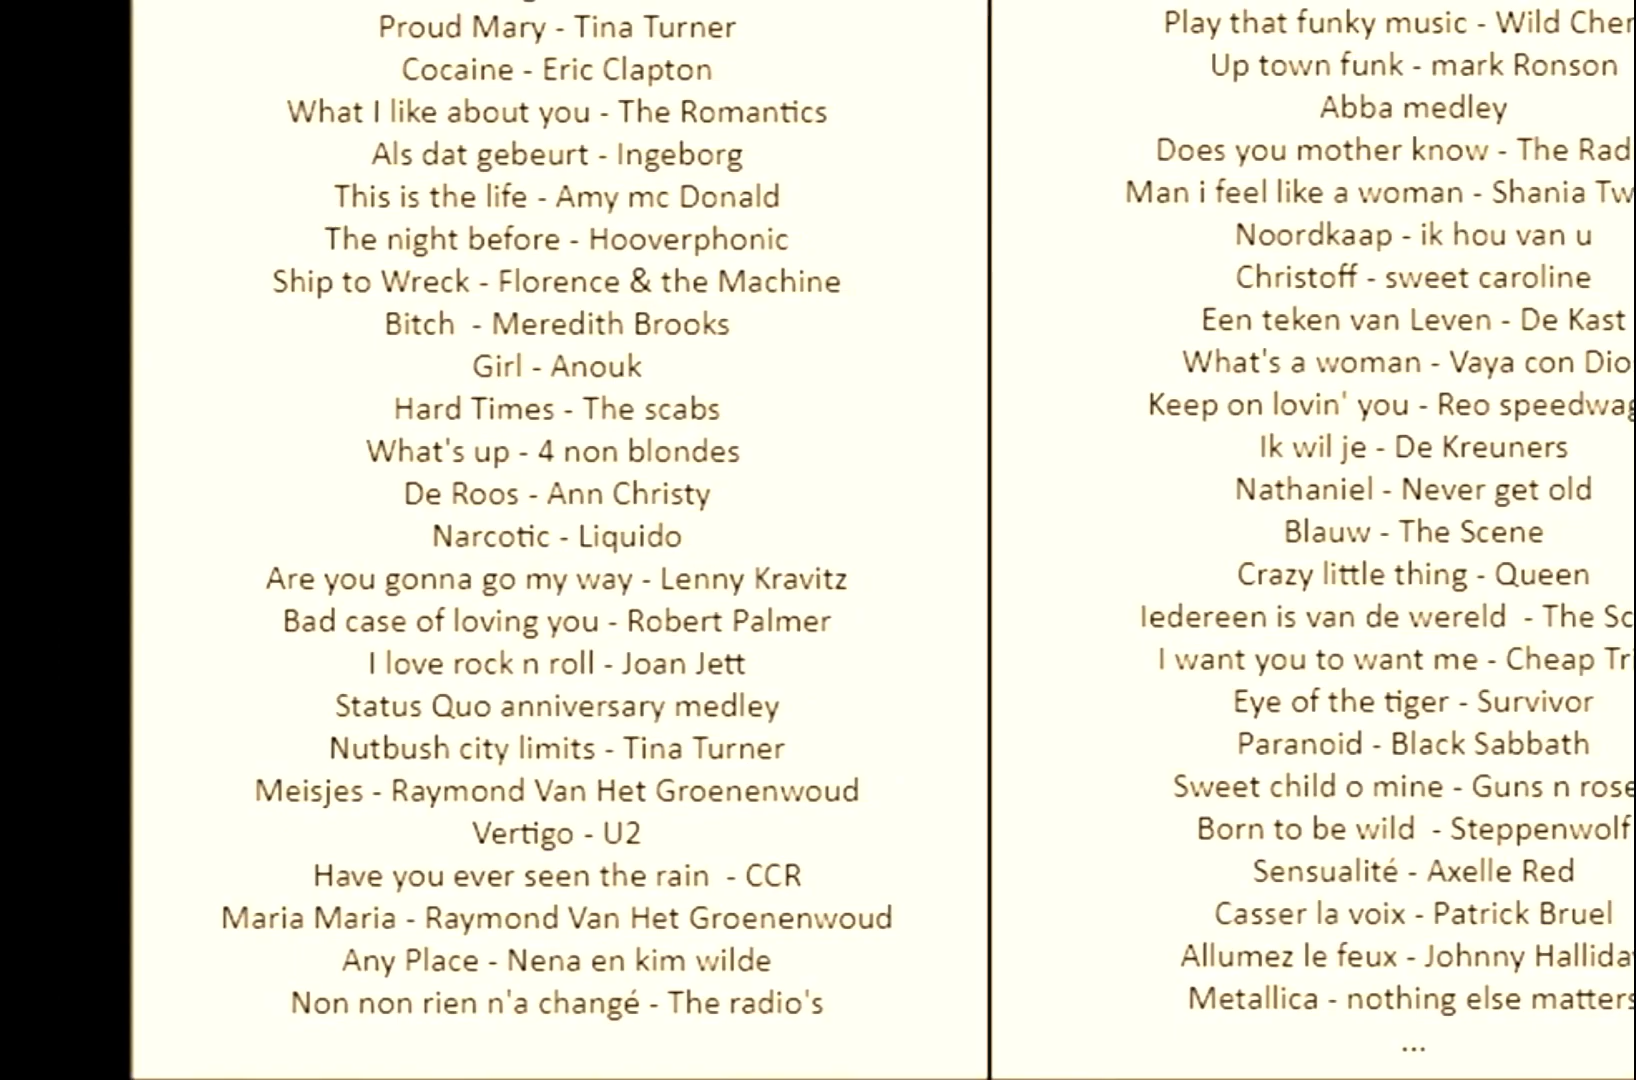 Proud Mary - Tina Turner
Cocaine - Eric Clapton
What I like about you - The Romantics
Als dat gebeurt - Ingeborg
This is the life - Amy mc Donald
The night before - Hooverphonic
Ship to Wreck - Florence & the Machine
Bitch  - Meredith Brooks
Girl - Anouk
Hard Times - The scabs
What's up - 4 non blondes
De Roos - Ann Christy
Narcotic - Liquido
Are you gonna go my way - Lenny Kravitz
Bad case of loving you - Robert Palmer
I love rock n roll - Joan Jett
Status Quo anniversary medley
Nutbush city limits - Tina Turner
Meisjes - Raymond Van Het Groenenwoud
Vertigo - U2
Have you ever seen the rain  - CCR
Maria Maria - Raymond Van Het Groenenwoud
Any Place - Nena en kim wilde
Non non rien n'a changé - The radio's
Play that funky music - Wild
Up town funk - mark Ronson
Abba medley
Does you mother know - The
Man i feel like a woman - Shania
Noordkaap - ik hou van u
Christoff - sweet caroline
Een teken van Leven - De Kast
What's a woman - Vaya con
Keep on lovin' you - Reo
Ik wil je - De Kreuners
Nathaniel - Never get old
Blauw - The Scene
Crazy little thing - Queen
Iedereen is van de wereld  - The
I want you to want me - Cheap
Eye of the tiger - Survivor
Paranoid - Black Sabbath
Sweet child o mine - Guns n
Born to be wild  - Steppenwolf
Sensualité - Axelle Red
Casser la voix - Patrick Bruel
Allumez le feux - Johnny
Metallica - nothing else matters
...